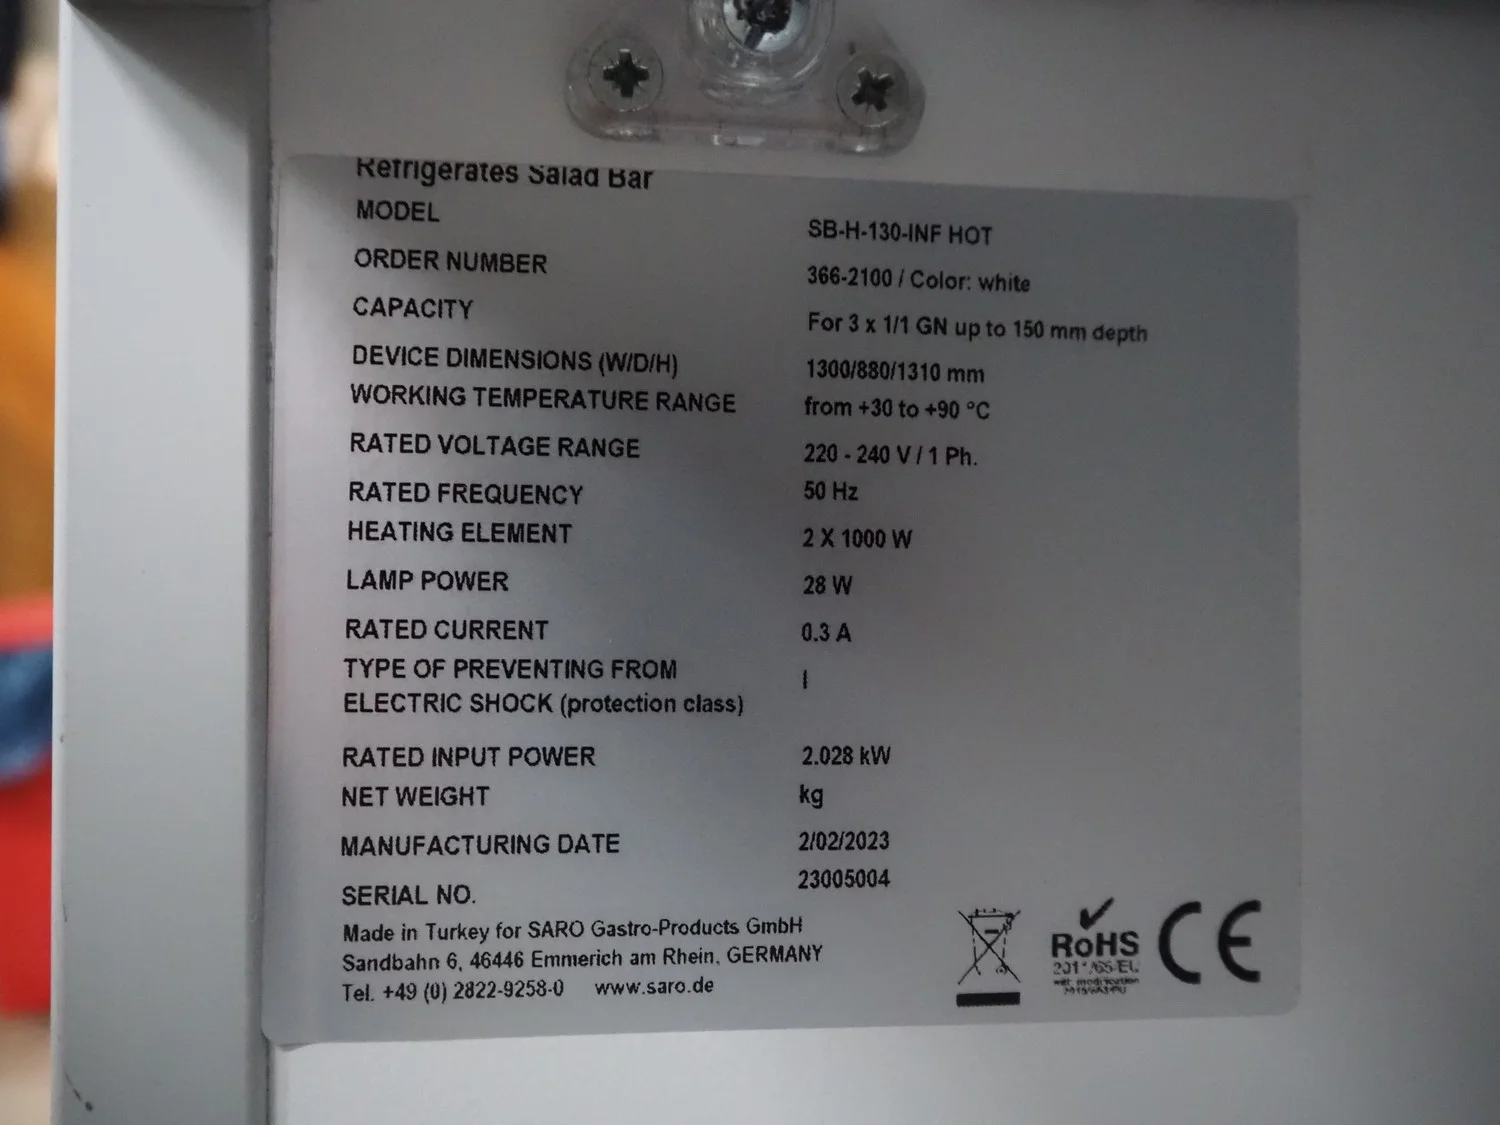 Refrigerates Salad Bar
MODEL SB-H-130-INF HOT
ORDER NUMBER 366-2100 / Color: white
CAPACITY For 3 x 1/1 GN up to 150 mm depth
DEVICE DIMENSIONS (W/D/H) 1300/880/1310 mm
WORKING TEMPERATURE RANGE from +30 to +90 °C
RATED VOLTAGE RANGE 220 - 240 V / 1 Ph.
RATED FREQUENCY 50 Hz
HEATING ELEMENT 2 X 1000 W
LAMP POWER 28 W
RATED CURRENT 0.3 A
TYPE OF PREVENTING FROM I
ELECTRIC SHOCK (protection class)
RATED INPUT POWER 2.028 kW
NET WEIGHT kg
MANUFACTURING DATE 2/02/2023
SERIAL NO. 23005004
Made in Turkey for SARO Gastro-Products GmbH
Sandbahn 6, 46446 Emmerich am Rhein, GERMANY
Tel. +49 (0) 2822-9258-0 www.saro.de
RoHS
CE